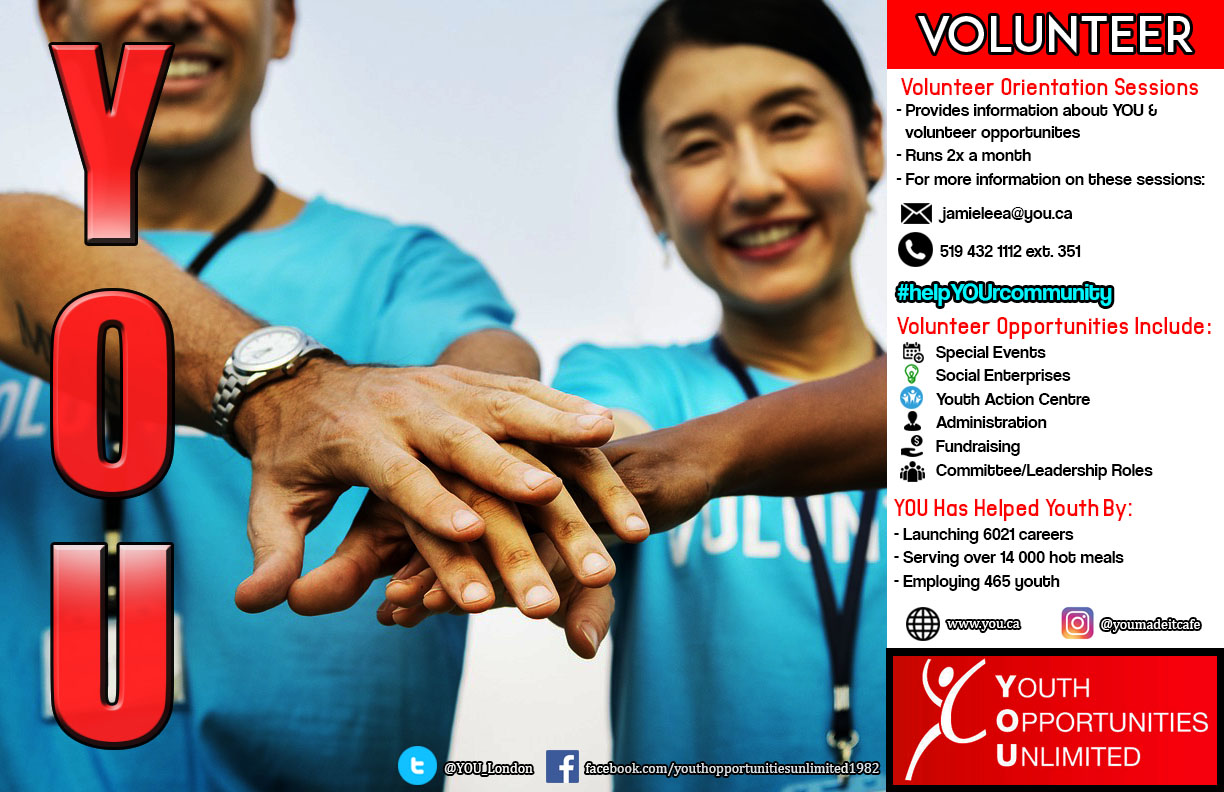 YOU
VOLUNTEER
Volunteer Orientation Sessions
- Provides information about YOU &
volunteer opportunites
- Runs 2x a month
- For more information on these sessions:
jamieleea@you.ca
519 432 1112 ext. 351
#helpYOUrcommunity
Volunteer Opportunities Include:
Special Events
Social Enterprises
Youth Action Centre
Administration
Fundraising
Committee/Leadership Roles
YOU Has Helped Youth By:
- Launching 6021 careers
- Serving over 14 000 hot meals
- Employing 465 youth
www.you.ca
@youmadeitcafe
YOUTH
OPPORTUNITIES
UNLIMITED
@YOU_London
facebook.com/youthopportunitiesunlimited1982